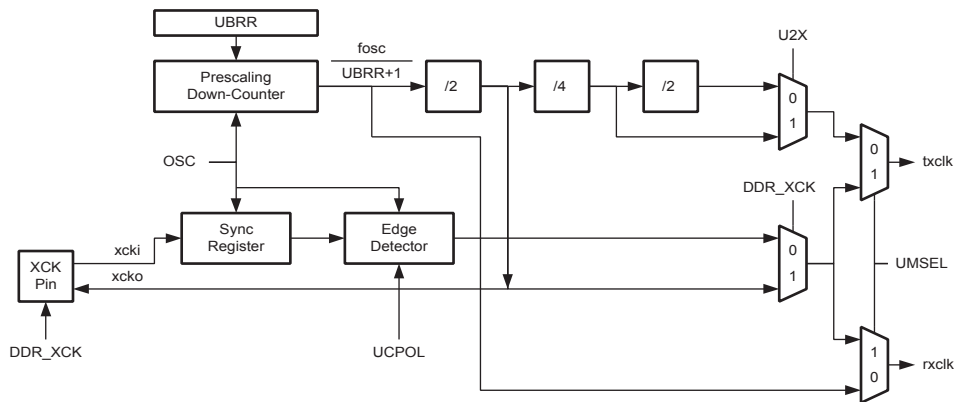 UBRR
fosc
UBRR+1
U2X
Prescaling
Down-Counter
/2
/4
/2
0
1
OSC
0
1
txclk
DDR_XCK
Sync
Register
Edge
Detector
xcki
0
1
XCK
Pin
xcko
UMSEL
DDR_XCK
UCPOL
1
0
rxclk